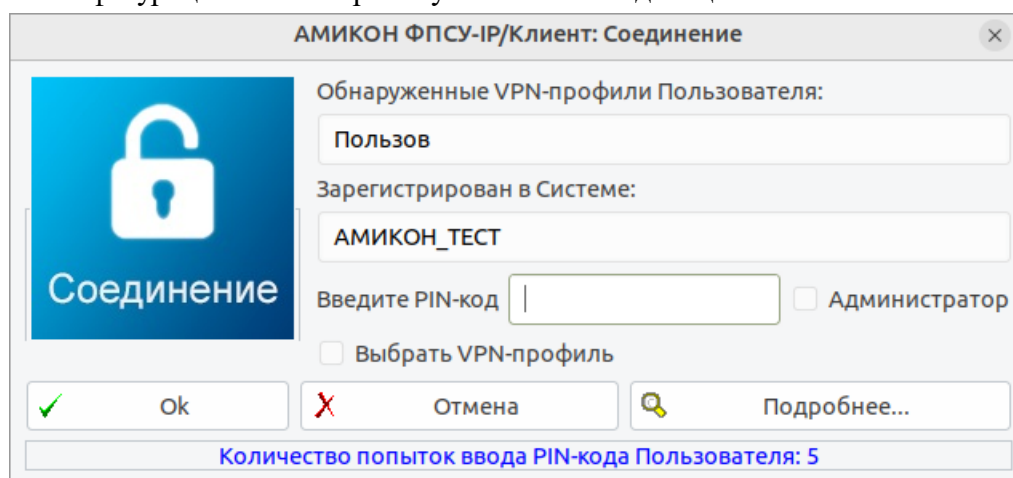 АМИКОН ФПСУ-IP/Клиент: Соединение
Обнаруженные VPN-профили Пользователя:
Пользов
Зарегистрирован в Системе:
АМИКОН_ТЕСТ
Соединение
Введите PIN-код
Администратор
Выбрать VPN-профиль
Ok
Отмена
Подробнее...
Количество попыток ввода PIN-кода Пользователя: 5